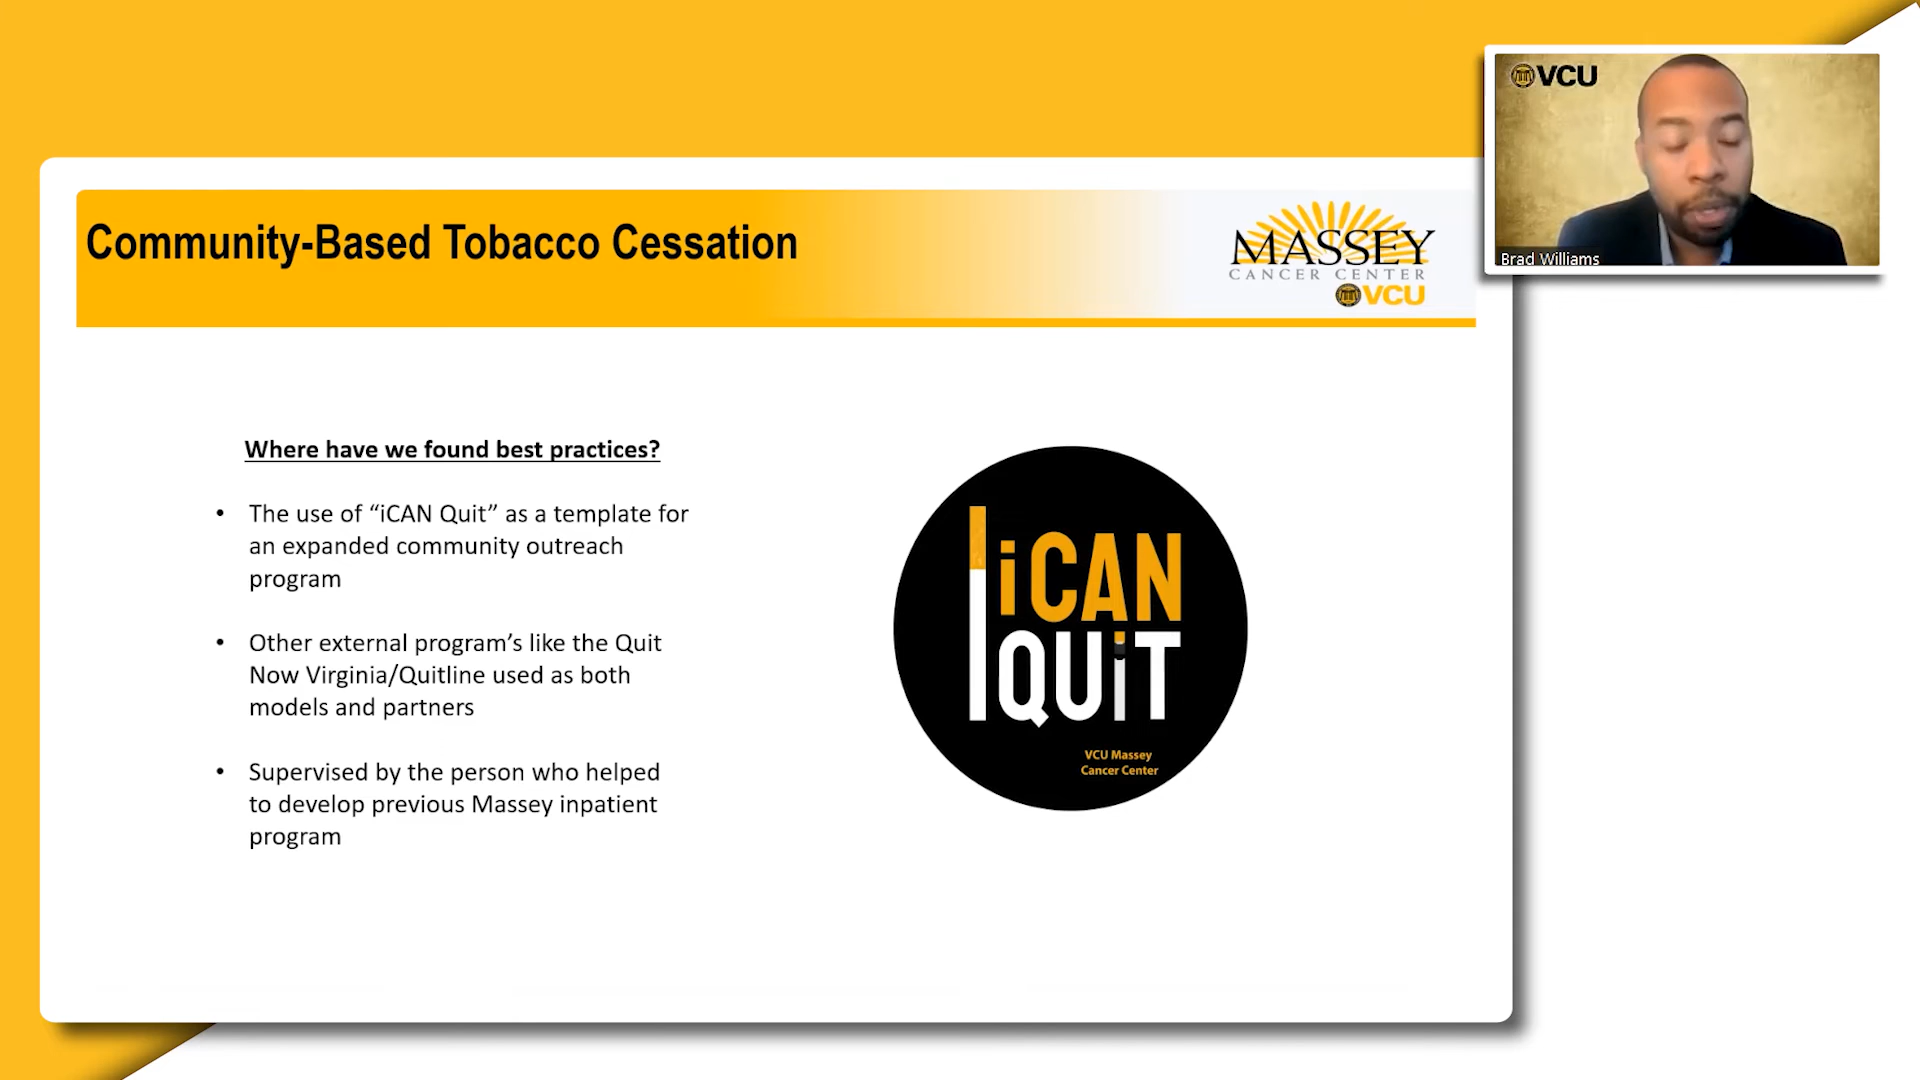 VCU
Brad Williams
Community-Based Tobacco Cessation
MASSEY
CANCER CENTER
VCU
Where have we found best practices?
• The use of “iCAN Quit” as a template for
an expanded community outreach
program
• Other external program’s like the Quit
Now Virginia/Quitline used as both
models and partners
• Supervised by the person who helped
to develop previous Massey inpatient
program
iCAN
QUiT
VCU Massey
Cancer Center